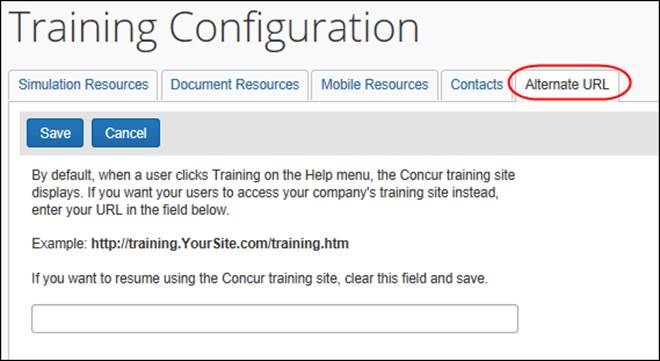 Training Configuration
Simulation Resources Document Resources Mobile Resources Contacts Alternate URL
Save Cancel
By default, when a user clicks Training on the Help menu, the Concur training site
displays. If you want your users to access your company's training site instead,
enter your URL in the field below.
Example: http://training.YourSite.com/training.htm
If you want to resume using the Concur training site, clear this field and save.